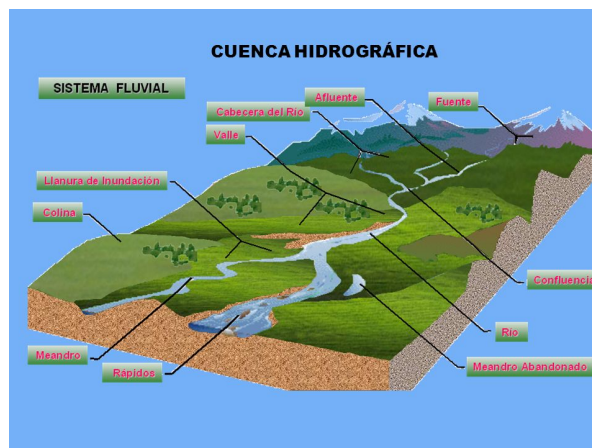 CUENCA HIDROGRÁFICA
SISTEMA FLUVIAL
Afluente
Fuente
Cabecera del Río
Valle
Llanura de Inundación
Colina
Confluencia
Río
Meandro
Meandro Abandonado
Rápidos